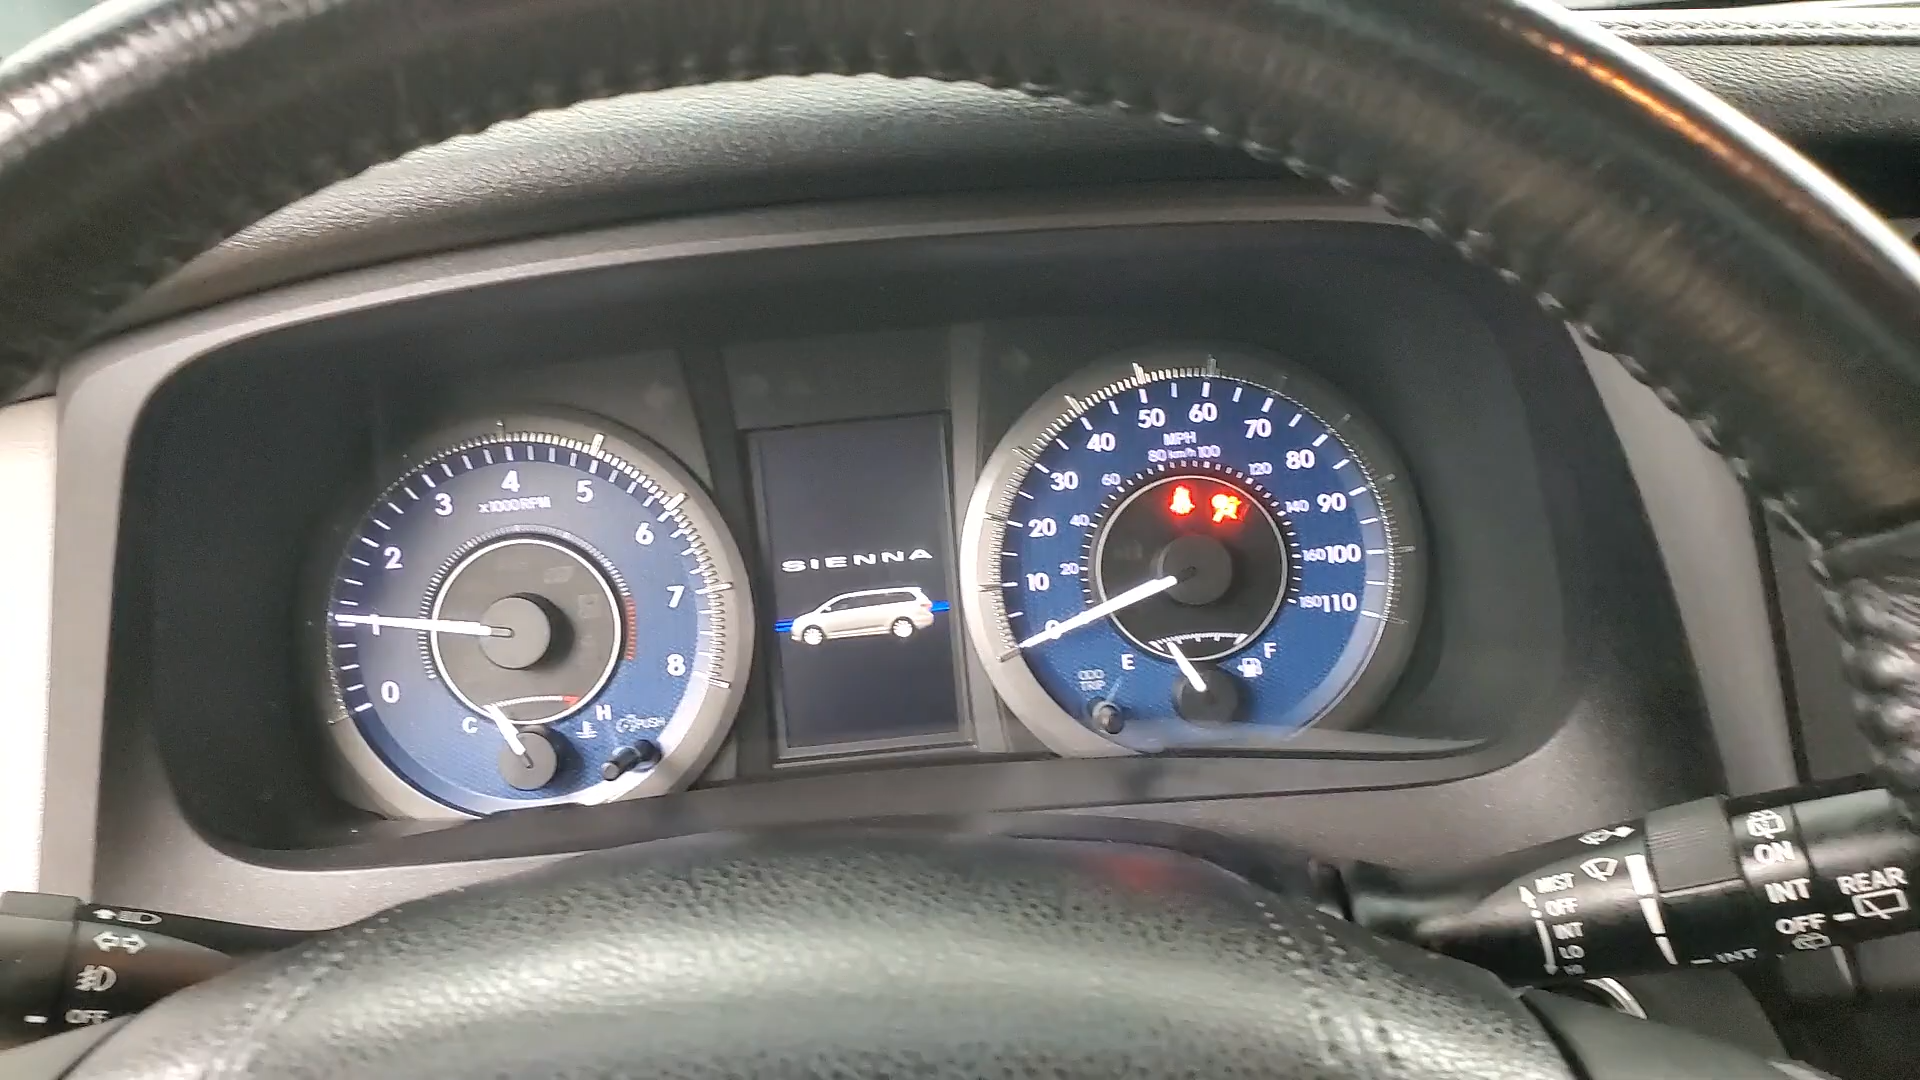 50 60
40 70
MPH
80 km/h 100
30 60 120 80
20 40 140 90
10 20 160 100
0 180 110
E F
ODO
TRIP
4
3 5
x1000RPM
2 6
1 7
0 8
C H
PUSH
SIENNA
OFF
MIST
OFF
INT
LO
HI
INT
ON
INT
OFF
REAR